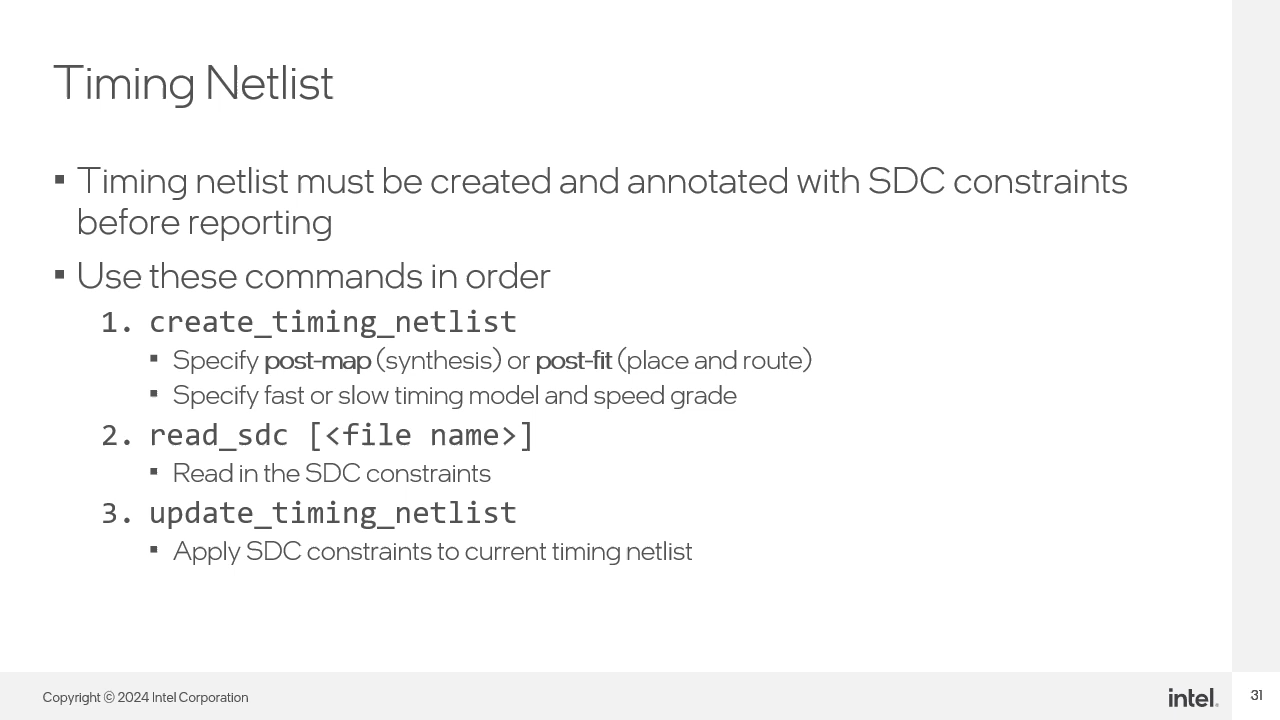 Timing Netlist
▪ Timing netlist must be created and annotated with SDC constraints
before reporting
▪ Use these commands in order
1. create_timing_netlist
▪ Specify post-map (synthesis) or post-fit (place and route)
▪ Specify fast or slow timing model and speed grade
2. read_sdc [<file name>]
▪ Read in the SDC constraints
3. update_timing_netlist
▪ Apply SDC constraints to current timing netlist
Copyright © 2024 Intel Corporation
intel.
31